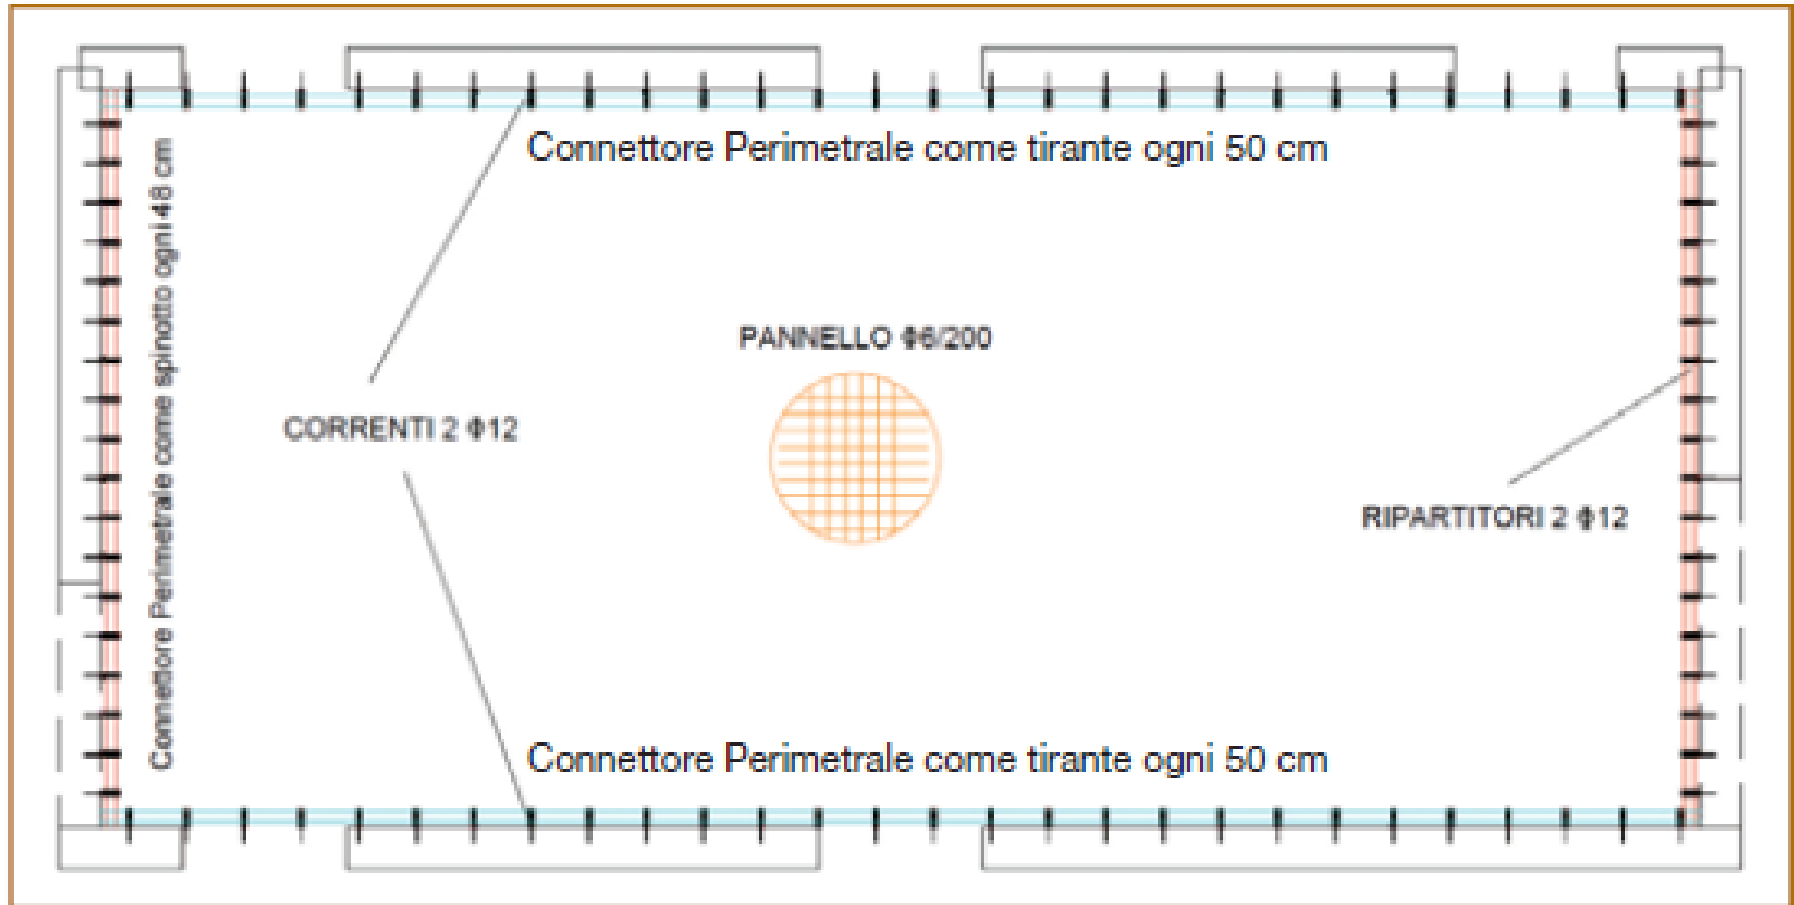 Connettore Perimetrale come tirante ogni 50 cm
Connettore Perimetrale come spinotto ogni 48 cm
PANNELLO Φ6/200
CORRENTI 2 Φ12
RIPARTITORI 2 Φ12
Connettore Perimetrale come tirante ogni 50 cm